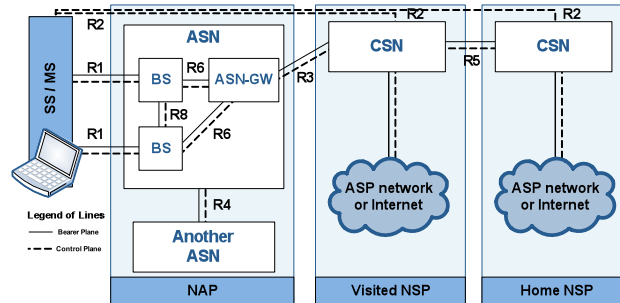 R2
R2
R2
ASN
CSN
CSN
SS / MS
R1
BS
R6
ASN-GW
R3
R5
R8
R1
BS
R6
ASP network
or Internet
ASP network
or Internet
R4
Legend of Lines
Bearer Plane
Control Plane
Another
ASN
NAP
Visited NSP
Home NSP